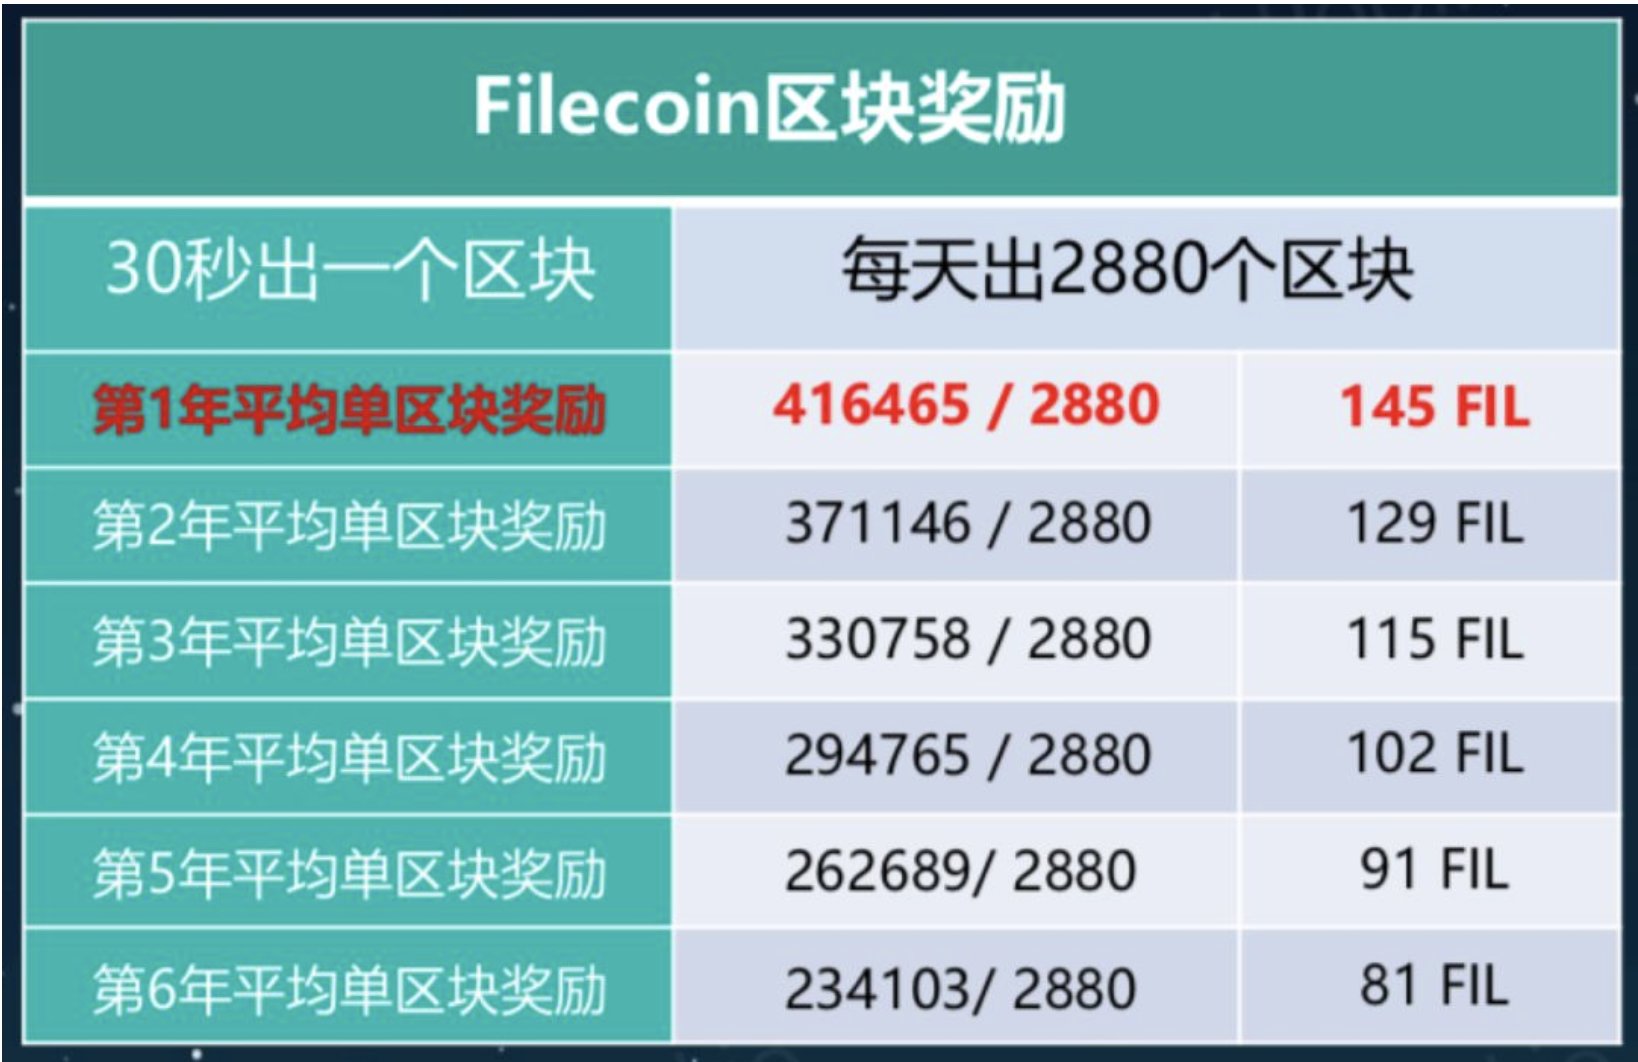 Filecoin区块奖励
30秒出一个区块 每天出2880个区块
第1年平均单区块奖励 416465 / 2880 145 FIL
第2年平均单区块奖励 371146 / 2880 129 FIL
第3年平均单区块奖励 330758 / 2880 115 FIL
第4年平均单区块奖励 294765 / 2880 102 FIL
第5年平均单区块奖励 262689/ 2880 91 FIL
第6年平均单区块奖励 234103/ 2880 81 FIL